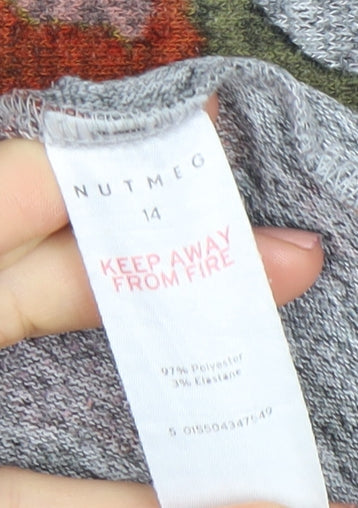 NUTMEG
14
KEEP AWAY
FROM FIRE
97% Polyester
3% Elastane
5 015504347549